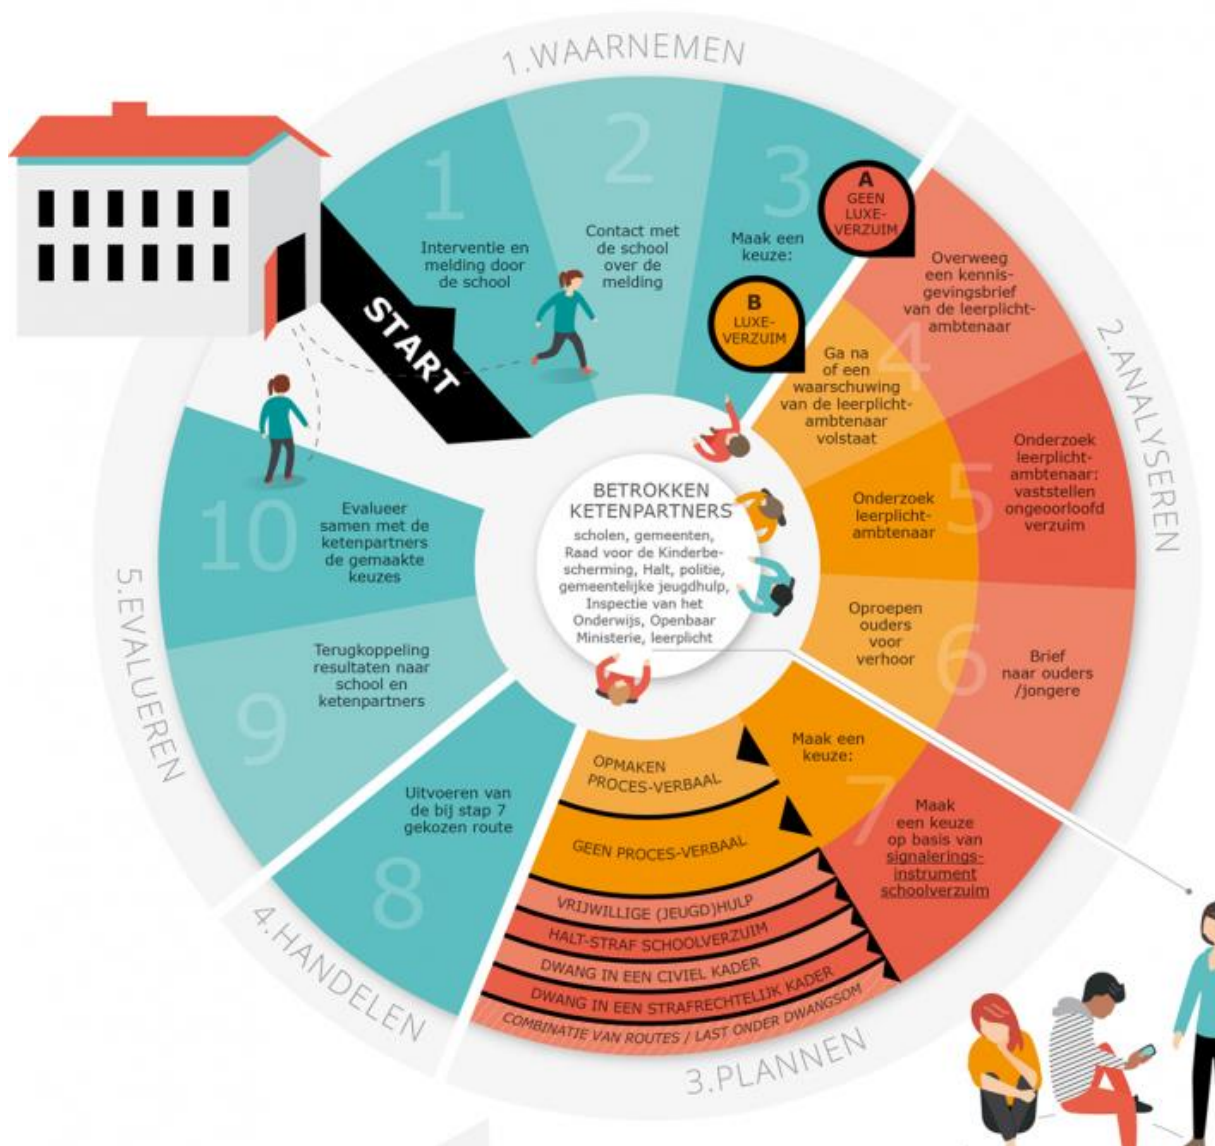 1.WAARNEMEN
START
1
Interventie en
melding door
de school
2
Contact met
de school
over de
melding
3
Maak een
keuze:
A
GEEN
LUXE-
VERZUIM
B
LUXE-
VERZUIM
2.ANALYSEREN
4
Overweeg
een kennis-
gevingsbrief
van de leerplicht-
ambtenaar
Ga na
of een
waarschuwing
van de leerplicht-
ambtenaar
volstaat
5
Onderzoek
leerplicht-
ambtenaar:
vaststellen
ongeoorloofd
verzuim
Onderzoek
leerplicht-
ambtenaar
6
Oproepen
ouders
voor
verhoor
Brief
naar ouders
/jongere
7
Maak een
keuze:
Maak
een keuze
op basis van
signalerings-
instrument
schoolverzuim
3.PLANNEN
OPMAKEN
PROCES-VERBAAL
GEEN PROCES-VERBAAL
VRIJWILLIGE (JEUGD)HULP
HALT-STRAF SCHOOLVERZUIM
DWANG IN EEN CIVIEL KADER
DWANG IN EEN STRAFRECHTELIJK KADER
COMBINATIE VAN ROUTES / LAST ONDER DWANGSOM
4.HANDELEN
8
Uitvoeren van
de bij stap 7
gekozen route
5.EVALUEREN
9
Terugkoppeling
resultaten naar
school en
ketenpartners
10
Evalueer
samen met de
ketenpartners
de gemaakte
keuzes
BETROKKEN
KETENPARTNERS
scholen, gemeenten,
Raad voor de Kinderbe-
scherming, Halt, politie,
gemeentelijke jeugdhulp,
Inspectie van het
Onderwijs, Openbaar
Ministerie, leerplicht